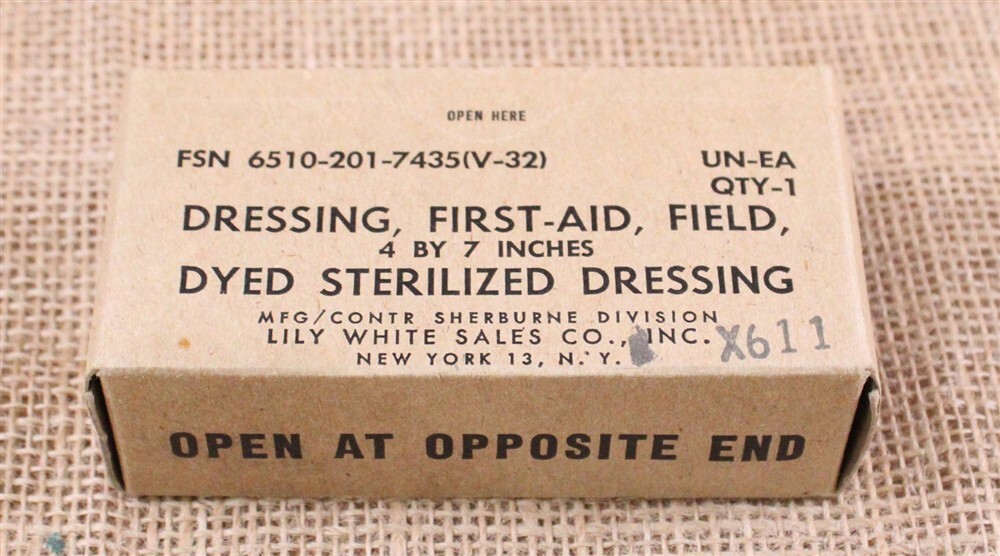 OPEN HERE
FSN 6510-201-7435(V-32) UN-EA
QTY-1
DRESSING, FIRST-AID, FIELD,
4 BY 7 INCHES
DYED STERILIZED DRESSING
MFG/CONTR SHERBURNE DIVISION
LILY WHITE SALES CO., INC.
NEW YORK 13, N.Y.
X611
OPEN AT OPPOSITE END